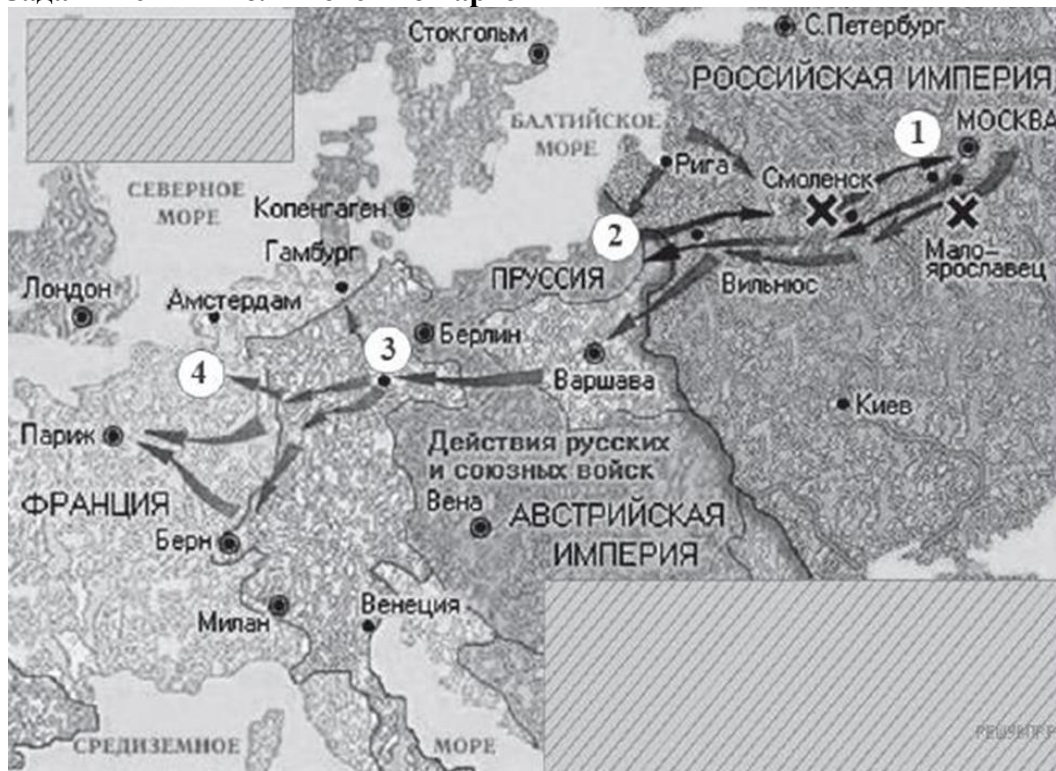 Стокгольм
С.Петербург
РОССИЙСКАЯ ИМПЕРИЯ
БАЛТИЙСКОЕ
МОРЕ
1
МОСКВА
Рига
Смоленск
СЕВЕРНОЕ
МОРЕ
Копенгаген
2
Гамбург
ПРУССИЯ
Мало-
ярославец
Вильнюс
Лондон
Амстердам
Берлин
3
4
Варшава
Киев
Париж
Действия русских
и союзных войск
ФРАНЦИЯ
Вена
АВСТРИЙСКАЯ
ИМПЕРИЯ
Берн
Милан
Венеция
СРЕДИЗЕМНОЕ
МОРЕ